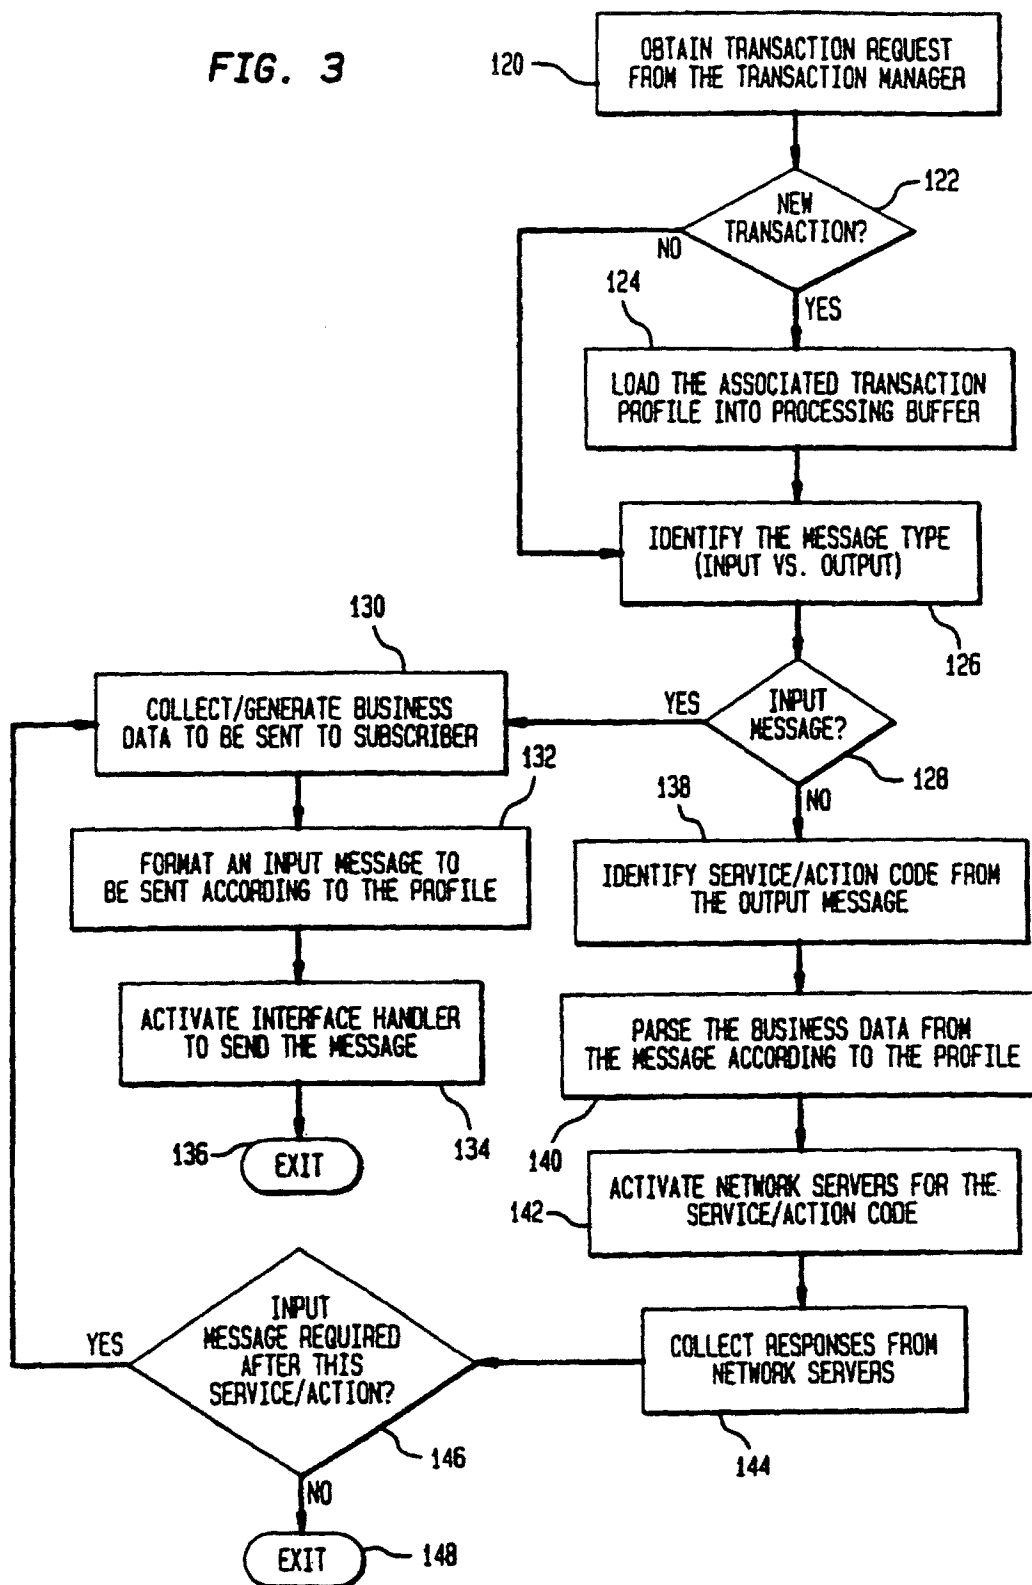 FIG. 3
120
OBTAIN TRANSACTION REQUEST
FROM THE TRANSACTION MANAGER
122
NEW
TRANSACTION?
NO
YES
124
LOAD THE ASSOCIATED TRANSACTION
PROFILE INTO PROCESSING BUFFER
IDENTIFY THE MESSAGE TYPE
(INPUT VS. OUTPUT)
126
INPUT
MESSAGE?
YES
128
NO
130
COLLECT/GENERATE BUSINESS
DATA TO BE SENT TO SUBSCRIBER
132
FORMAT AN INPUT MESSAGE TO
BE SENT ACCORDING TO THE PROFILE
ACTIVATE INTERFACE HANDLER
TO SEND THE MESSAGE
134
136
EXIT
138
IDENTIFY SERVICE/ACTION CODE FROM
THE OUTPUT MESSAGE
PARSE THE BUSINESS DATA FROM
THE MESSAGE ACCORDING TO THE PROFILE
140
142
ACTIVATE NETWORK SERVERS FOR THE
SERVICE/ACTION CODE
COLLECT RESPONSES FROM
NETWORK SERVERS
144
INPUT
MESSAGE REQUIRED
AFTER THIS
SERVICE/ACTION?
YES
146
NO
EXIT
148